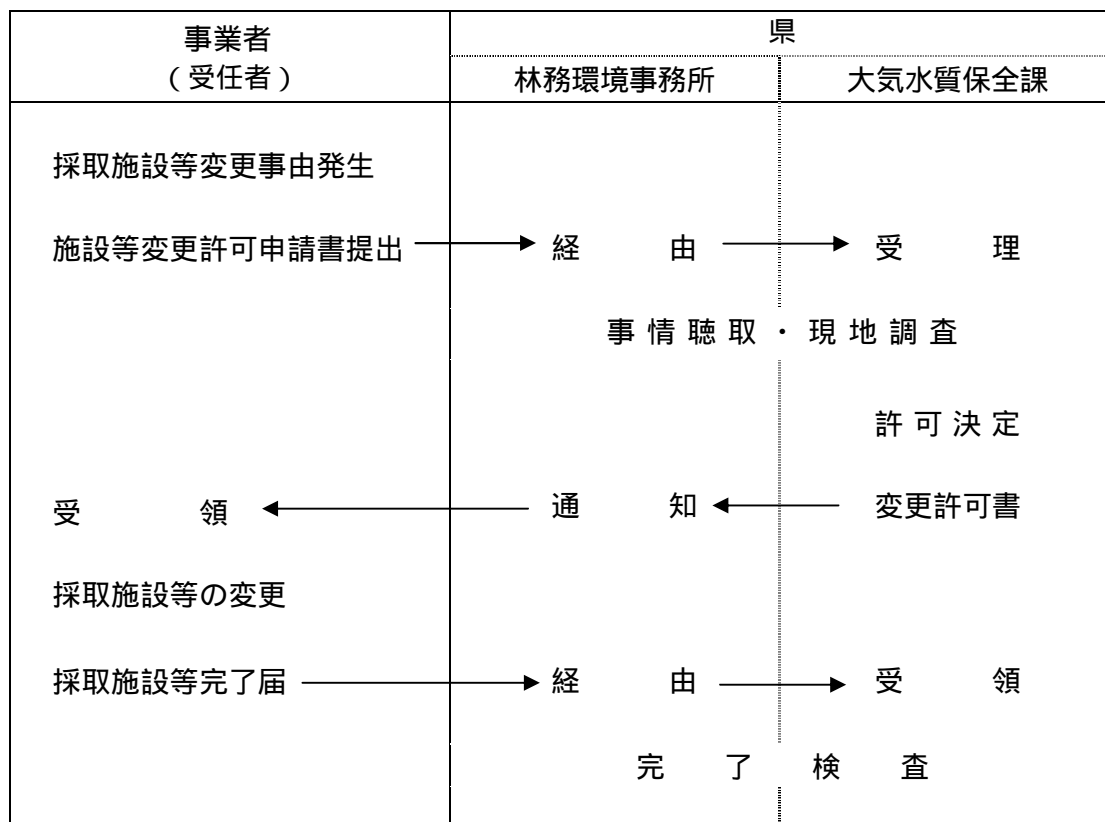 事業者
（受任者）
県
林務環境事務所
大気水質保全課
採取施設等変更事由発生
施設等変更許可申請書提出
経由
受理
事情聴取・現地調査
許可決定
受領
通知
変更許可書
採取施設等の変更
採取施設等完了届
経由
受領
完了検査